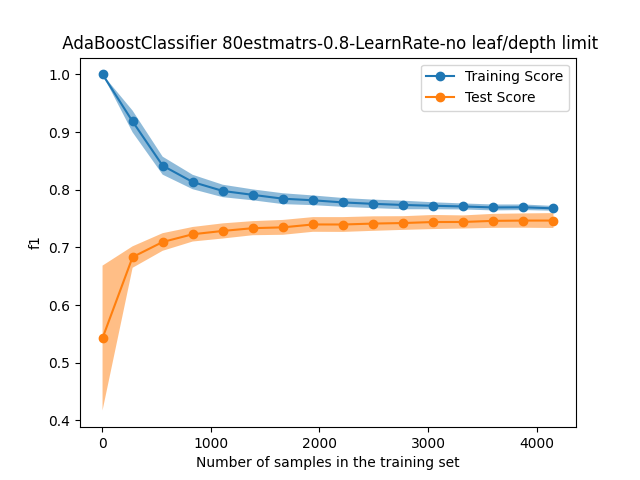 AdaBoostClassifier 80estmatrs-0.8-LearnRate-no leaf/depth limit
1.0
0.9
0.8
0.7
0.6
0.5
0.4
f1
Training Score
Test Score
0
1000
2000
3000
4000
Number of samples in the training set